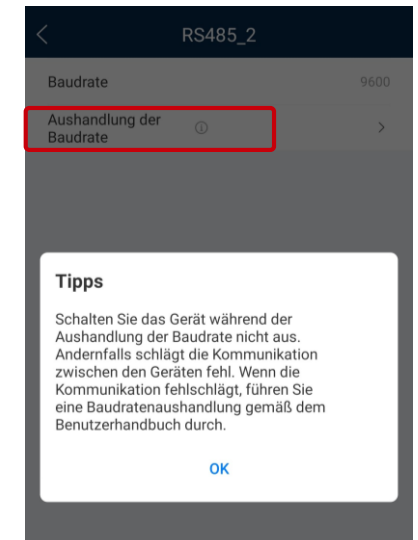 RS485_2
Baudrate 9600
Aushandlung der
Baudrate
Tipps
Schalten Sie das Gerät während der
Aushandlung der Baudrate nicht aus.
Andernfalls schlägt die Kommunikation
zwischen den Geräten fehl. Wenn die
Kommunikation fehlschlägt, führen Sie
eine Baudratenaushandlung gemäß dem
Benutzerhandbuch durch.
OK